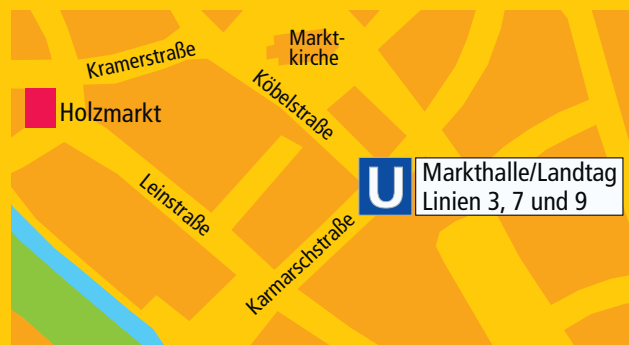 Markt-
kirche
Kramerstraße
Köbelstraße
Holzmarkt
Leinstraße
U
Markthalle/Landtag
Linien 3, 7 und 9
Karmarschstraße